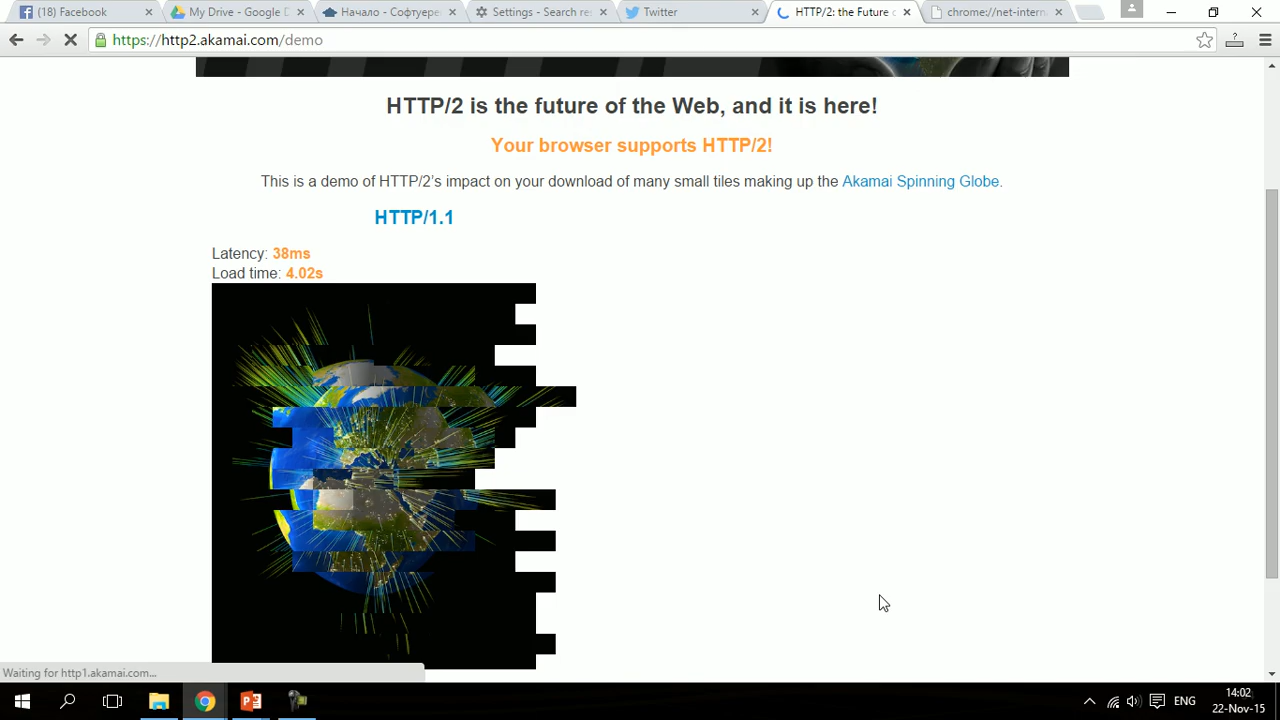 (18) Facebook
My Drive - Google D
Начало - Софтуере
Settings - Search re
Twitter
HTTP/2: the Future o
chrome://net-intern
https://http2.akamai.com/demo
HTTP/2 is the future of the Web, and it is here!
Your browser supports HTTP/2!
This is a demo of HTTP/2's impact on your download of many small tiles making up the Akamai Spinning Globe.
HTTP/1.1
Latency: 38ms
Load time: 4.02s
Waiting for http1.akamai.com...
ENG
14:02
22-Nov-15